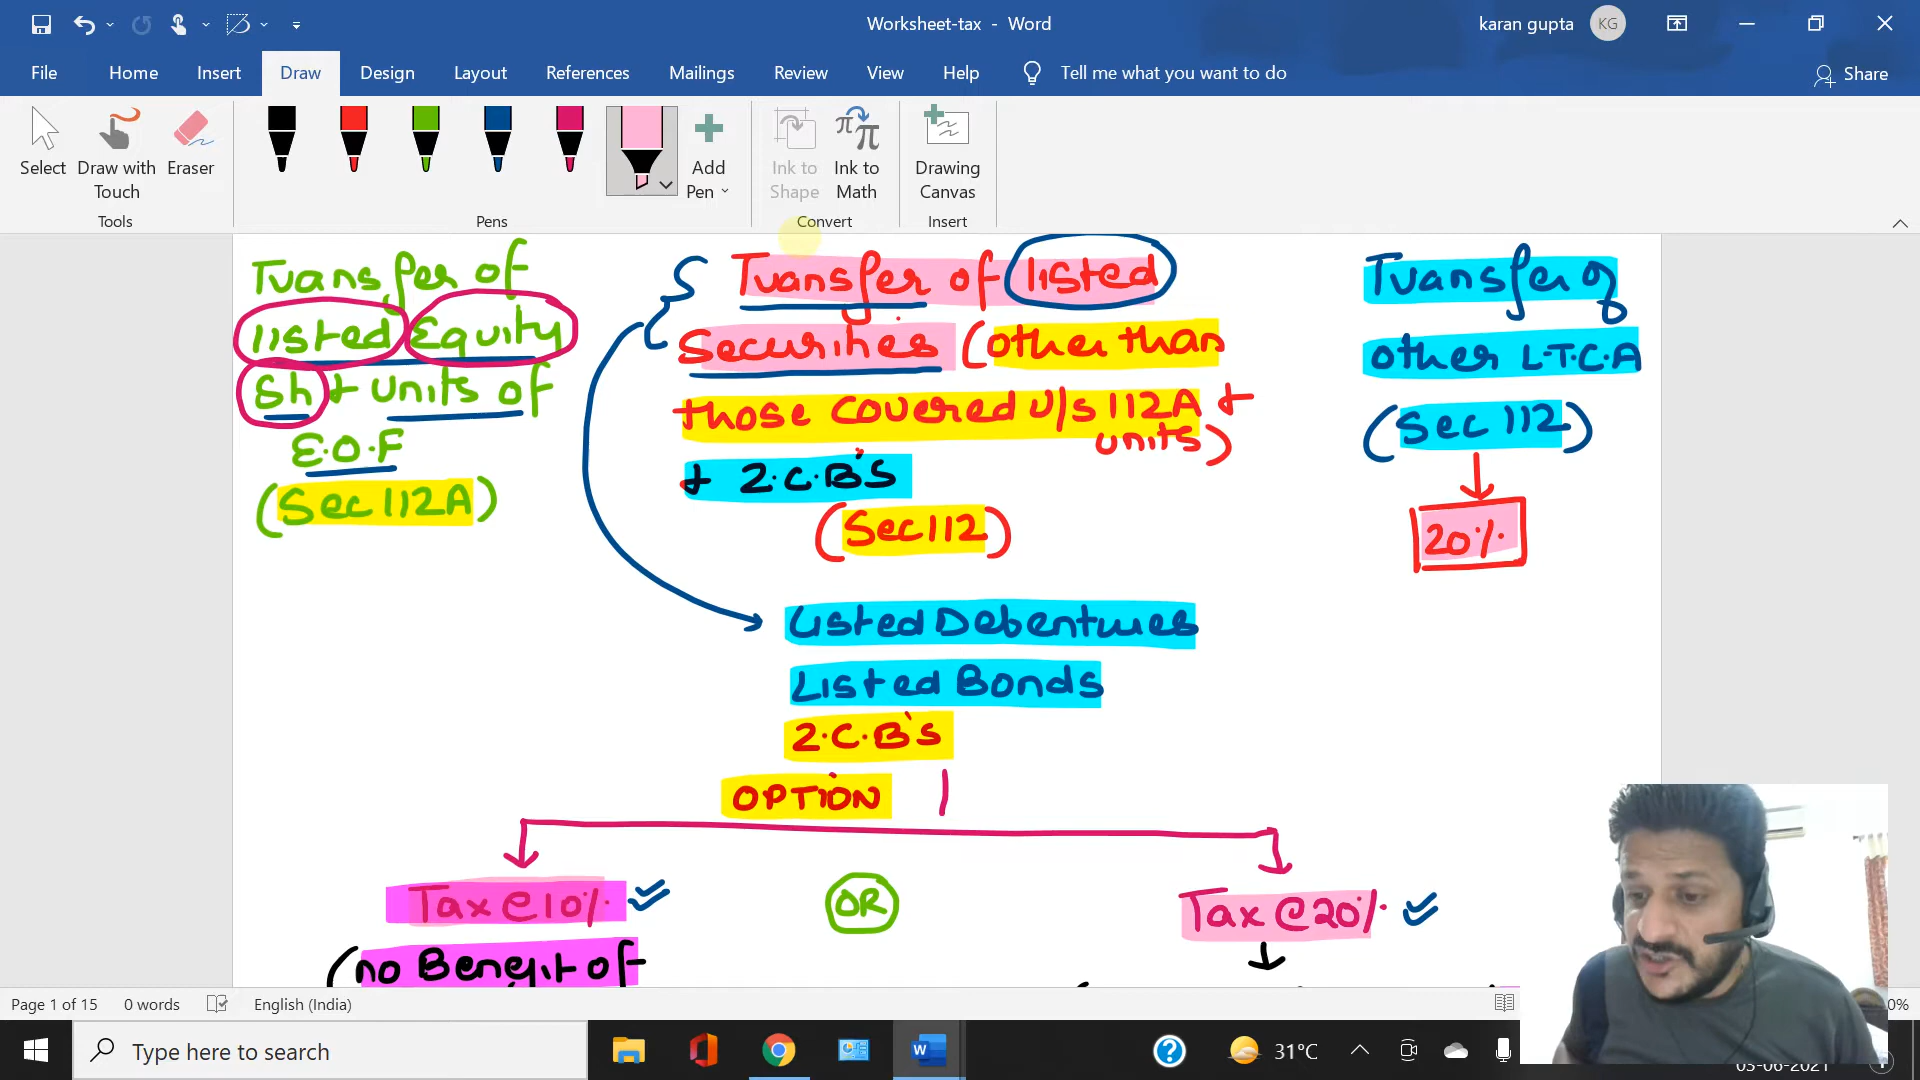 Worksheet-tax - Word
karan gupta
KG
File Home Insert Draw Design Layout References Mailings Review View Help Tell me what you want to do Share
Select
Draw with Touch
Eraser
Add Pen
Ink to Shape
Ink to Math
Drawing Canvas
Tools Pens Convert Insert
Transfer of
listed Equity
Sh + units of
E.O.F
(Sec 112A)
Transfer of listed
Securities (other than
those covered u/s 112A +
units)
+ Z.C.B's
(Sec 112)
Transfer of
other L.T.C.A
(Sec 112)
20%
Listed Debentures
Listed Bonds
Z.C.B's
OPTION
Tax @ 10%
OR
Tax @ 20%
(no Benefit of
Page 1 of 15 0 words English (India)
0%
Type here to search
31°C
03-06-2021